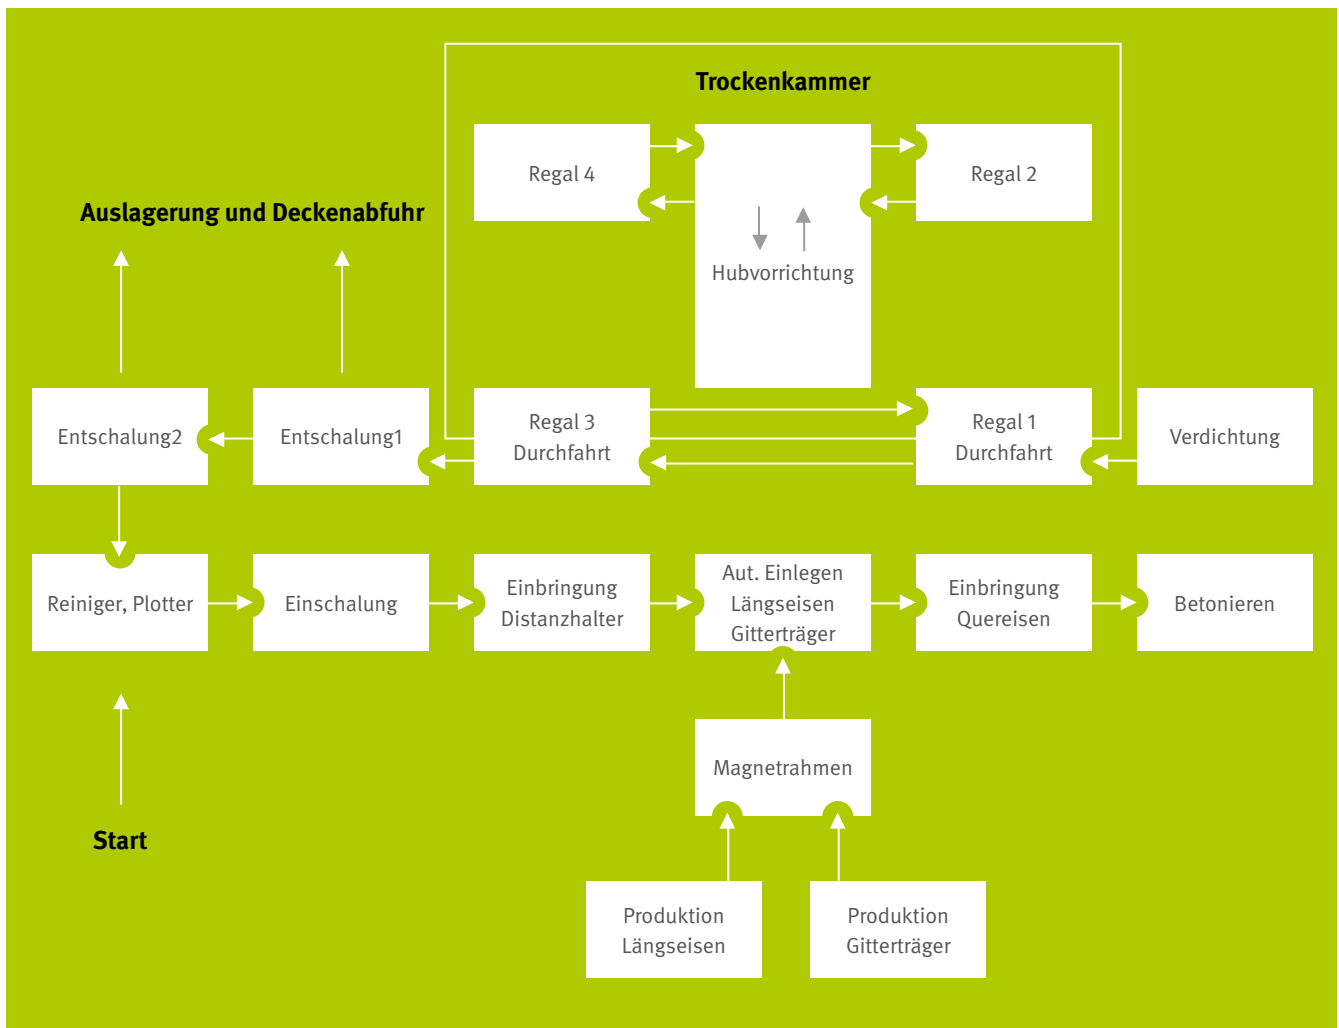 Trockenkammer
Regal 4
Regal 2
Auslagerung und Deckenabfuhr
Hubvorrichtung
Entschalung2
Entschalung1
Regal 3
Durchfahrt
Regal 1
Durchfahrt
Verdichtung
Reiniger, Plotter
Einschalung
Einbringung
Distanzhalter
Aut. Einlegen
Längseisen
Gitterträger
Einbringung
Quereisen
Betonieren
Magnetrahmen
Start
Produktion
Längseisen
Produktion
Gitterträger